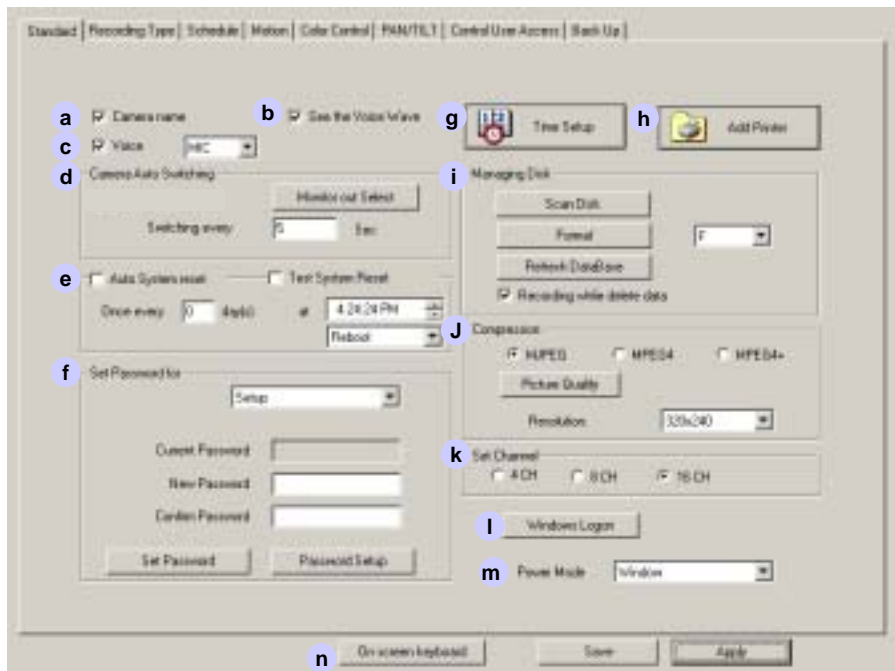 Standard Recording Type Schedule Motion Color Control PAN/TILT Control User Access Back Up
a Camera name
b See the Voice Wave
g Time Setup
h Add Printer
c Voice MIC
d Camera Auto Switching
Monitor out Select
Switching every 5 Sec
i Managing Disk
Scan Disk
Format F
Refresh DataBase
Recording while delete data
e Auto System reset Test System Reset
Once every 0 day(s) at 4:24:24 PM
Reboot
J Compression
MJPEG MPEG4 MPEG4+
Picture Quality
Resolution 320x240
f Set Password for
Setup
Current Password
New Password
Confirm Password
Set Password Password Setup
k Set Channel
4 CH 8 CH 16 CH
l Windows Logon
m Power Mode Window
n On screen keyboard Save Apply